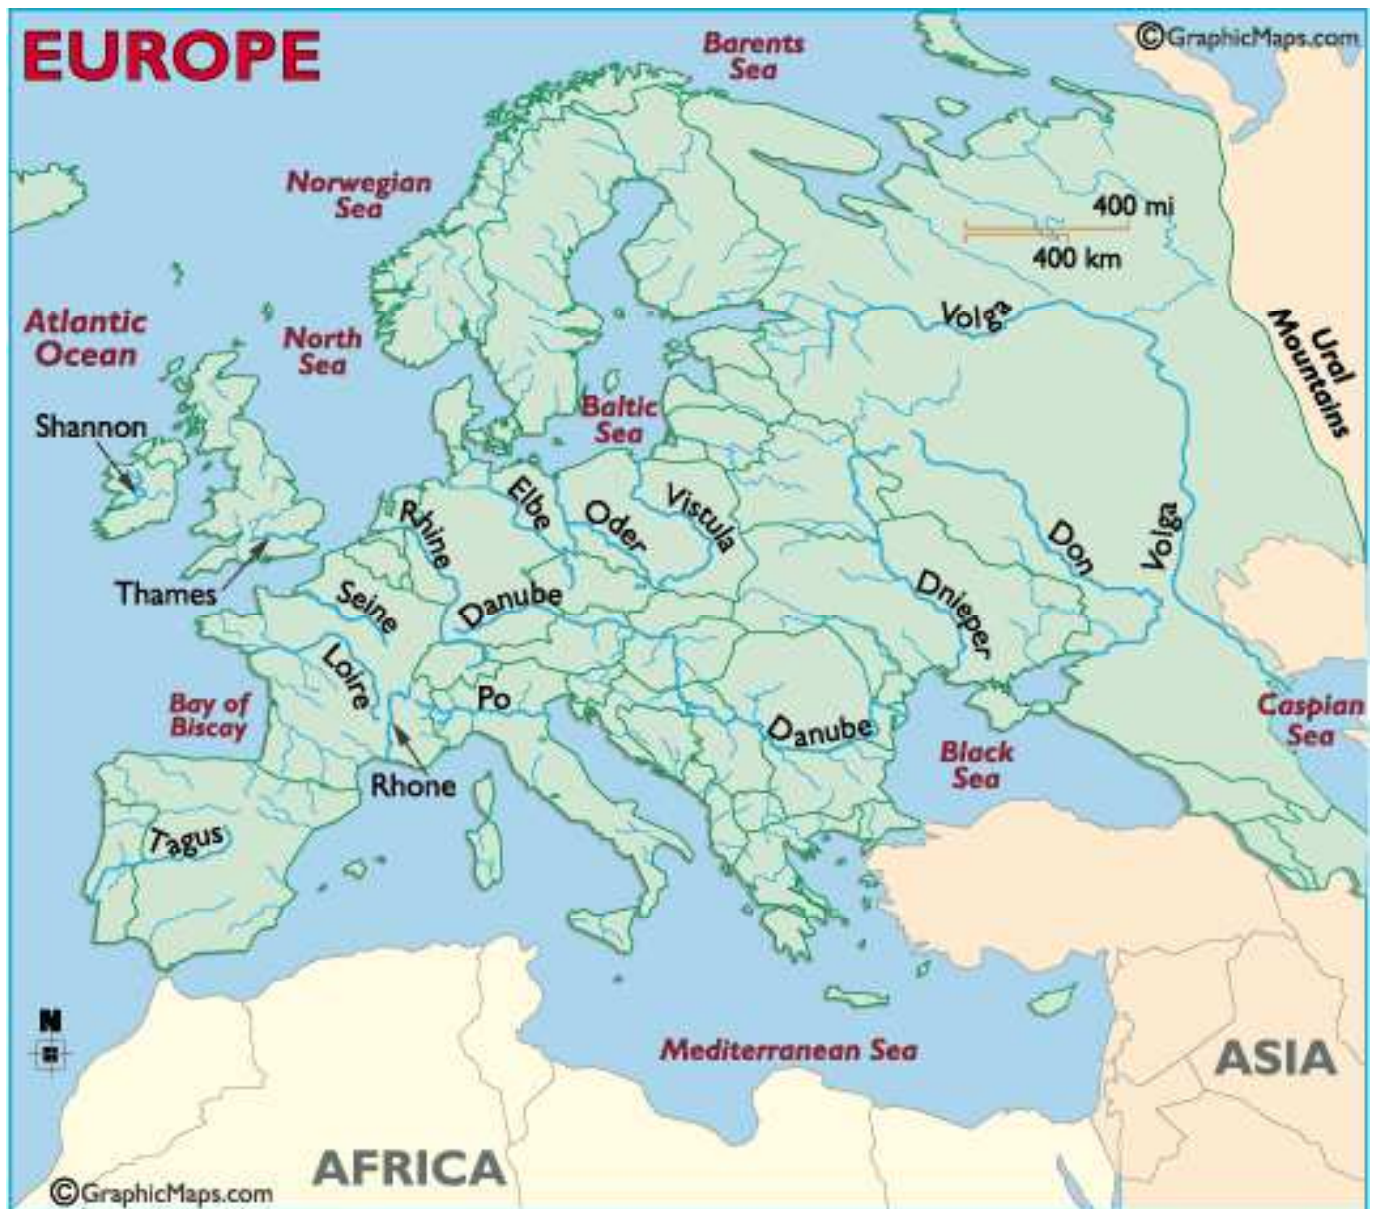 EUROPE
©GraphicMaps.com
Barents
Sea
Norwegian
Sea
400 mi
400 km
Atlantic
Ocean
North
Sea
Volga
Ural
Mountains
Shannon
Baltic
Sea
Rhine
Elbe
Oder
Vistula
Don
Volga
Thames
Seine
Danube
Dnieper
Loire
Po
Bay of
Biscay
Rhone
Danube
Black
Sea
Caspian
Sea
Tagus
N
Mediterranean Sea
ASIA
AFRICA
©GraphicMaps.com